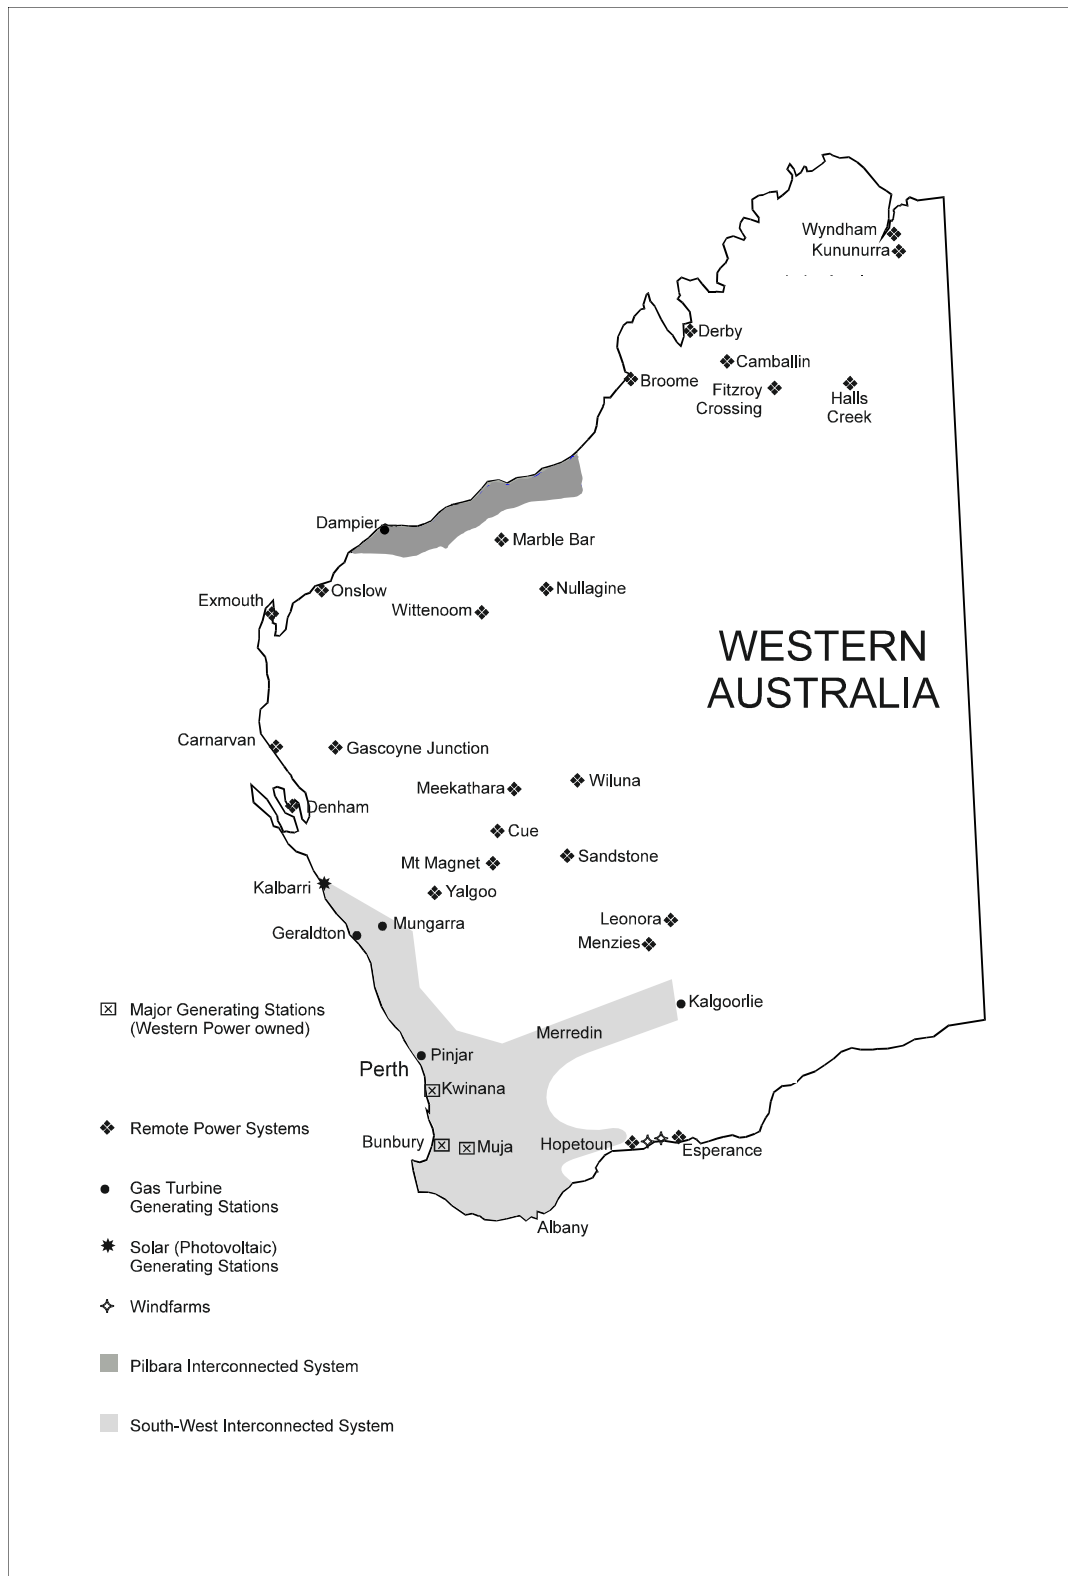 Wyndham
Kununurra
Derby
Camballin
Broome
Fitzroy
Crossing
Halls
Creek
Dampier
Marble Bar
Onslow
Nullagine
Exmouth
Wittenoom
WESTERN
AUSTRALIA
Carnarvan
Gascoyne Junction
Meekathara
Wiluna
Denham
Cue
Mt Magnet
Sandstone
Kalbarri
Yalgoo
Leonora
Mungarra
Geraldton
Menzies
Kalgoorlie
Major Generating Stations
(Western Power owned)
Merredin
Pinjar
Perth
Kwinana
Remote Power Systems
Bunbury
Muja
Hopetoun
Esperance
Gas Turbine
Generating Stations
Albany
Solar (Photovoltaic)
Generating Stations
Windfarms
Pilbara Interconnected System
South-West Interconnected System